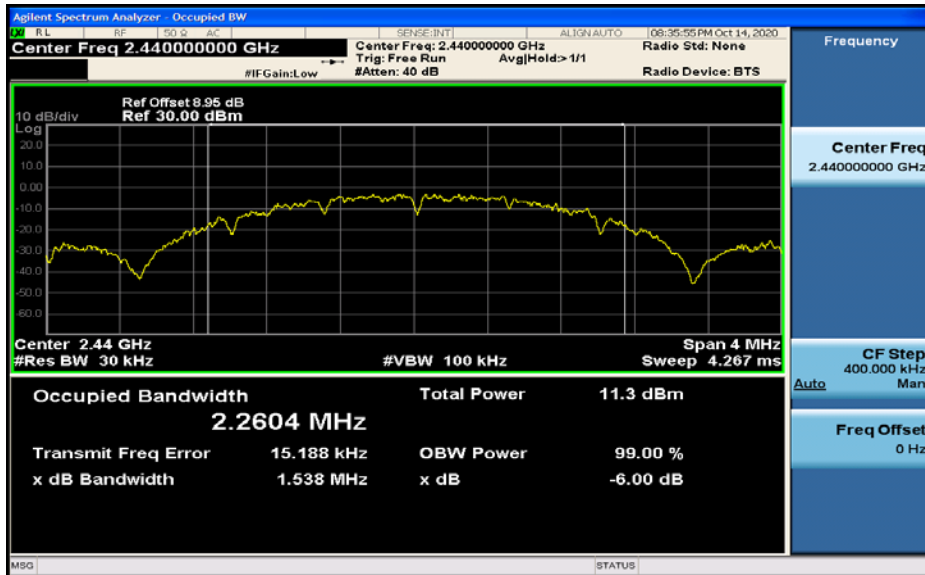 Agilent Spectrum Analyzer - Occupied BW
LXI RL RF 50 Ω AC SENSE:INT ALIGN AUTO 08:35:55 PM Oct 14, 2020
Center Freq 2.440000000 GHz
Center Freq: 2.440000000 GHz Radio Std: None
Trig: Free Run Avg|Hold:>1/1
#IFGain:Low #Atten: 40 dB Radio Device: BTS
Ref Offset 8.95 dB
10 dB/div Ref 30.00 dBm
Log
20.0
10.0
0.00
-10.0
-20.0
-30.0
-40.0
-50.0
-60.0
Center 2.44 GHz Span 4 MHz
#Res BW 30 kHz #VBW 100 kHz Sweep 4.267 ms
Occupied Bandwidth Total Power 11.3 dBm
2.2604 MHz
Transmit Freq Error 15.188 kHz OBW Power 99.00 %
x dB Bandwidth 1.538 MHz x dB -6.00 dB
MSG STATUS
Frequency
Center Freq
2.440000000 GHz
CF Step
400.000 kHz
Auto Man
Freq Offset
0 Hz